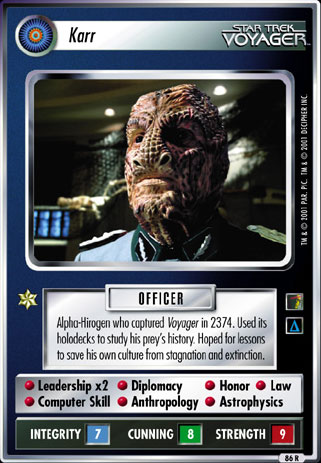 Karr
STAR TREK
VOYAGER™
TM & © 2001 PAR. PIC. TM & © 2001 DECIPHER INC.
OFFICER
Alpha-Hirogen who captured Voyager in 2374. Used its
holodecks to study his prey's history. Hoped for lessons
to save his own culture from stagnation and extinction.
Leadership x2 Diplomacy Honor Law
Computer Skill Anthropology Astrophysics
INTEGRITY 7 CUNNING 8 STRENGTH 9
86 R